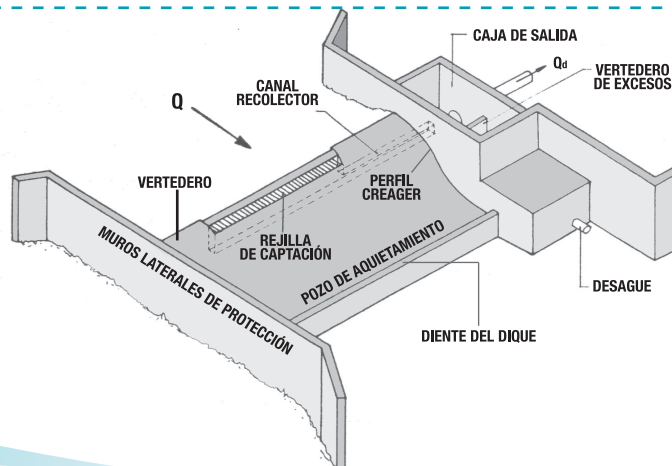 CAJA DE SALIDA
Qd
VERTEDERO
DE EXCESOS
CANAL
RECOLECTOR
Q
VERTEDERO
PERFIL
CREAGER
REJILLA
DE CAPTACIÓN
POZO DE AQUIETAMIENTO
MUROS LATERALES DE PROTECCIÓN
DESAGUE
DIENTE DEL DIQUE